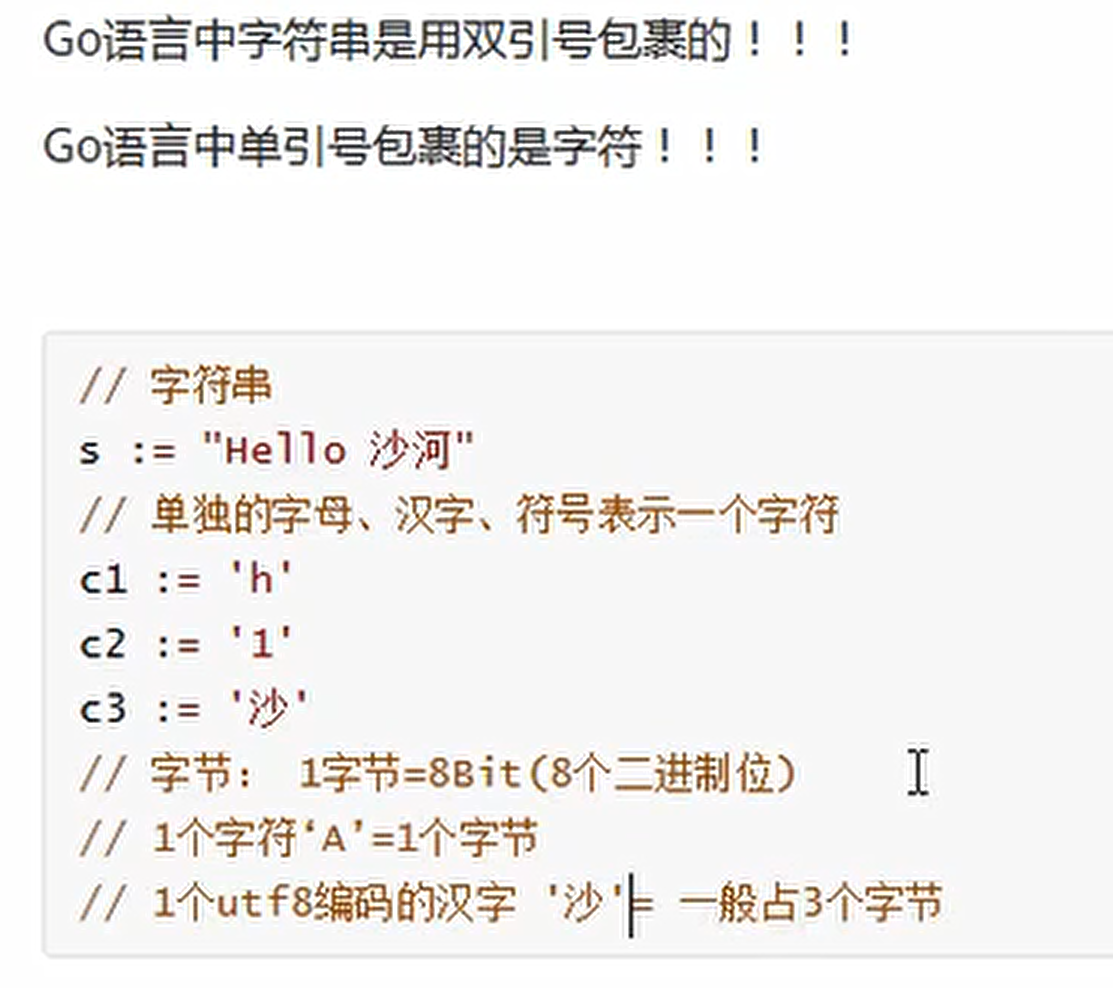 Go语言中字符串是用双引号包裹的！！！
Go语言中单引号包裹的是字符！！！
// 字符串
s := "Hello 沙河"
// 单独的字母、汉字、符号表示一个字符
c1 := 'h'
c2 := '1'
c3 := '沙'
// 字节： 1字节=8Bit(8个二进制位)
// 1个字符‘A’=1个字节
// 1个utf8编码的汉字 '沙'= 一般占3个字节